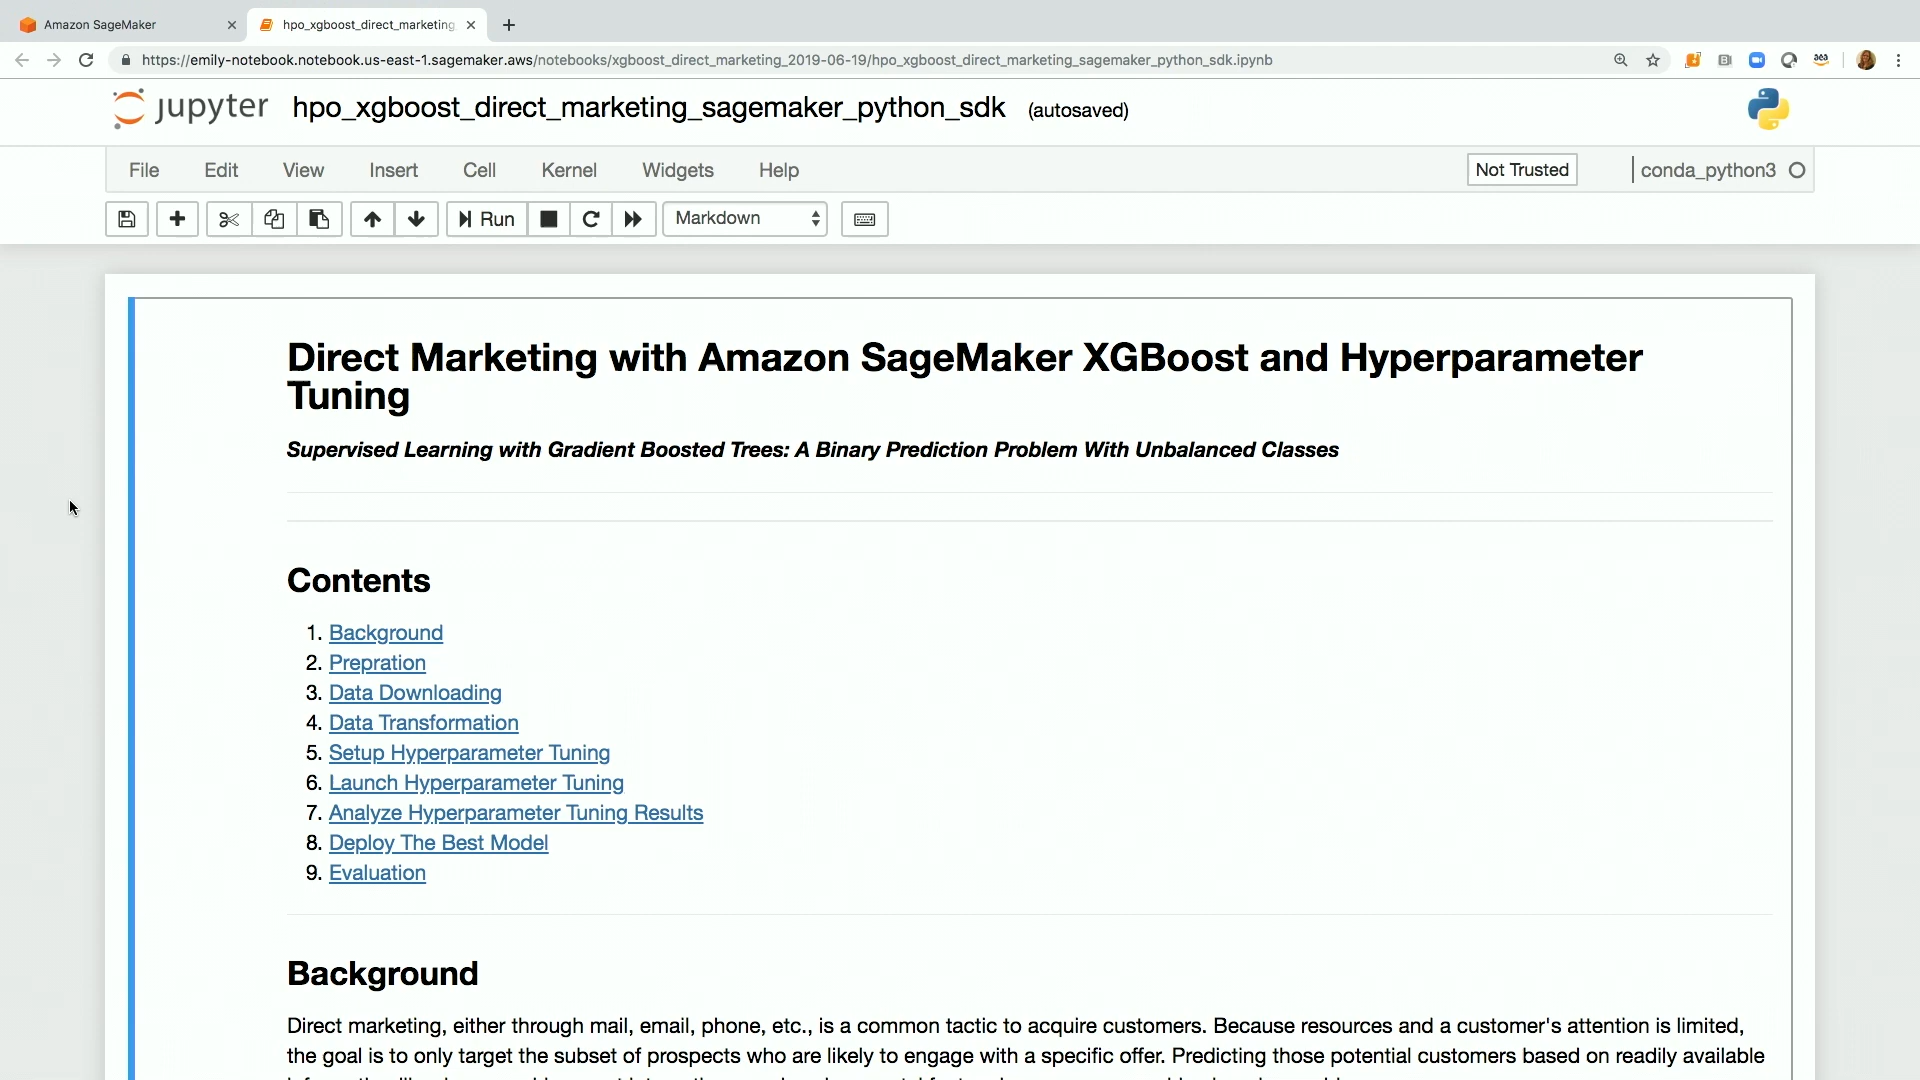 Amazon SageMaker
hpo_xgboost_direct_marketing
https://emily-notebook.notebook.us-east-1.sagemaker.aws/notebooks/xgboost_direct_marketing_2019-06-19/hpo_xgboost_direct_marketing_sagemaker_python_sdk.ipynb
jupyter hpo_xgboost_direct_marketing_sagemaker_python_sdk (autosaved)
File Edit View Insert Cell Kernel Widgets Help Not Trusted conda_python3
Run Markdown
Direct Marketing with Amazon SageMaker XGBoost and Hyperparameter
Tuning
Supervised Learning with Gradient Boosted Trees: A Binary Prediction Problem With Unbalanced Classes
Contents
1. Background
2. Prepration
3. Data Downloading
4. Data Transformation
5. Setup Hyperparameter Tuning
6. Launch Hyperparameter Tuning
7. Analyze Hyperparameter Tuning Results
8. Deploy The Best Model
9. Evaluation
Background
Direct marketing, either through mail, email, phone, etc., is a common tactic to acquire customers. Because resources and a customer's attention is limited,
the goal is to only target the subset of prospects who are likely to engage with a specific offer. Predicting those potential customers based on readily available